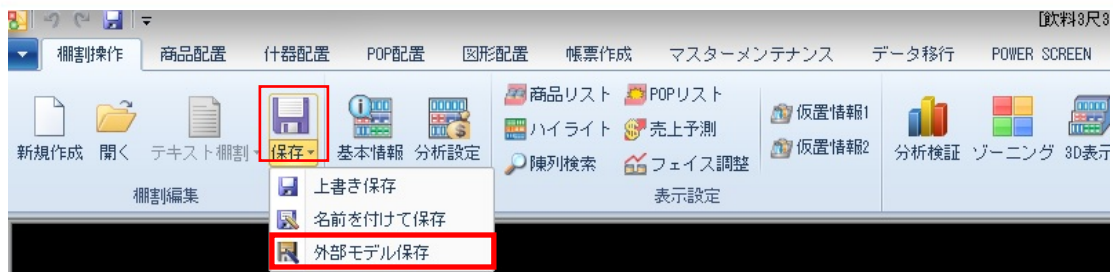 [飲料3尺3
棚割操作 商品配置 什器配置 POP配置 図形配置 帳票作成 マスターメンテナンス データ移行 POWER SCREEN
商品リスト POPリスト 仮置情報1
ハイライト 売上予測
新規作成 開く テキスト棚割 保存 基本情報 分析設定 陳列検索 フェイス調整 仮置情報2 分析検証 ゾーニング 3D表示
棚割編集 表示設定
上書き保存
名前を付けて保存
外部モデル保存